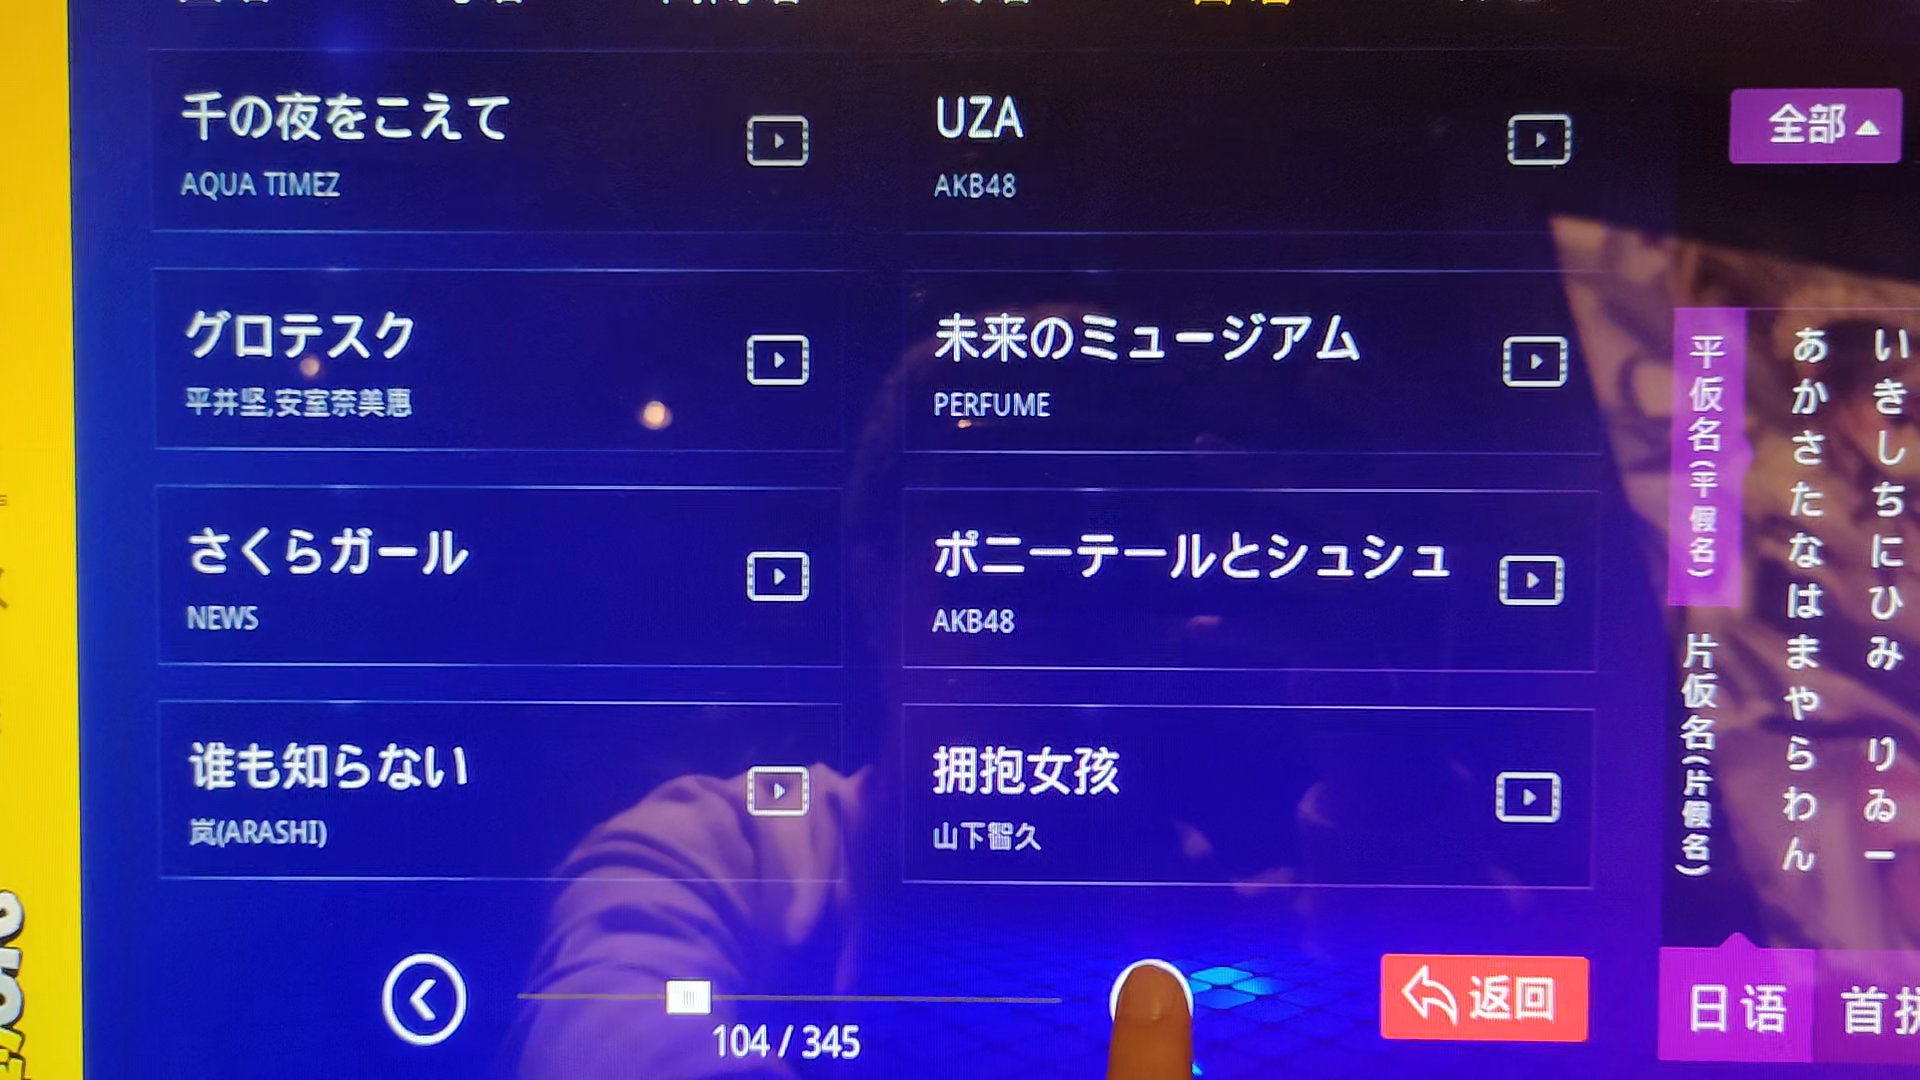 千の夜をこえて
AQUA TIMEZ
UZA
AKB48
全部
グロテスク
平井坚,安室奈美恵
未来のミュージアム
PERFUME
さくらガール
NEWS
ポニーテールとシュシュ
AKB48
谁も知らない
岚(ARASHI)
拥抱女孩
山下智久
平仮名(平假名)
片仮名(片假名)
あかさたなはまやらわん
いきしちにひみ りゐー
104 / 345
返回
日语
首拼